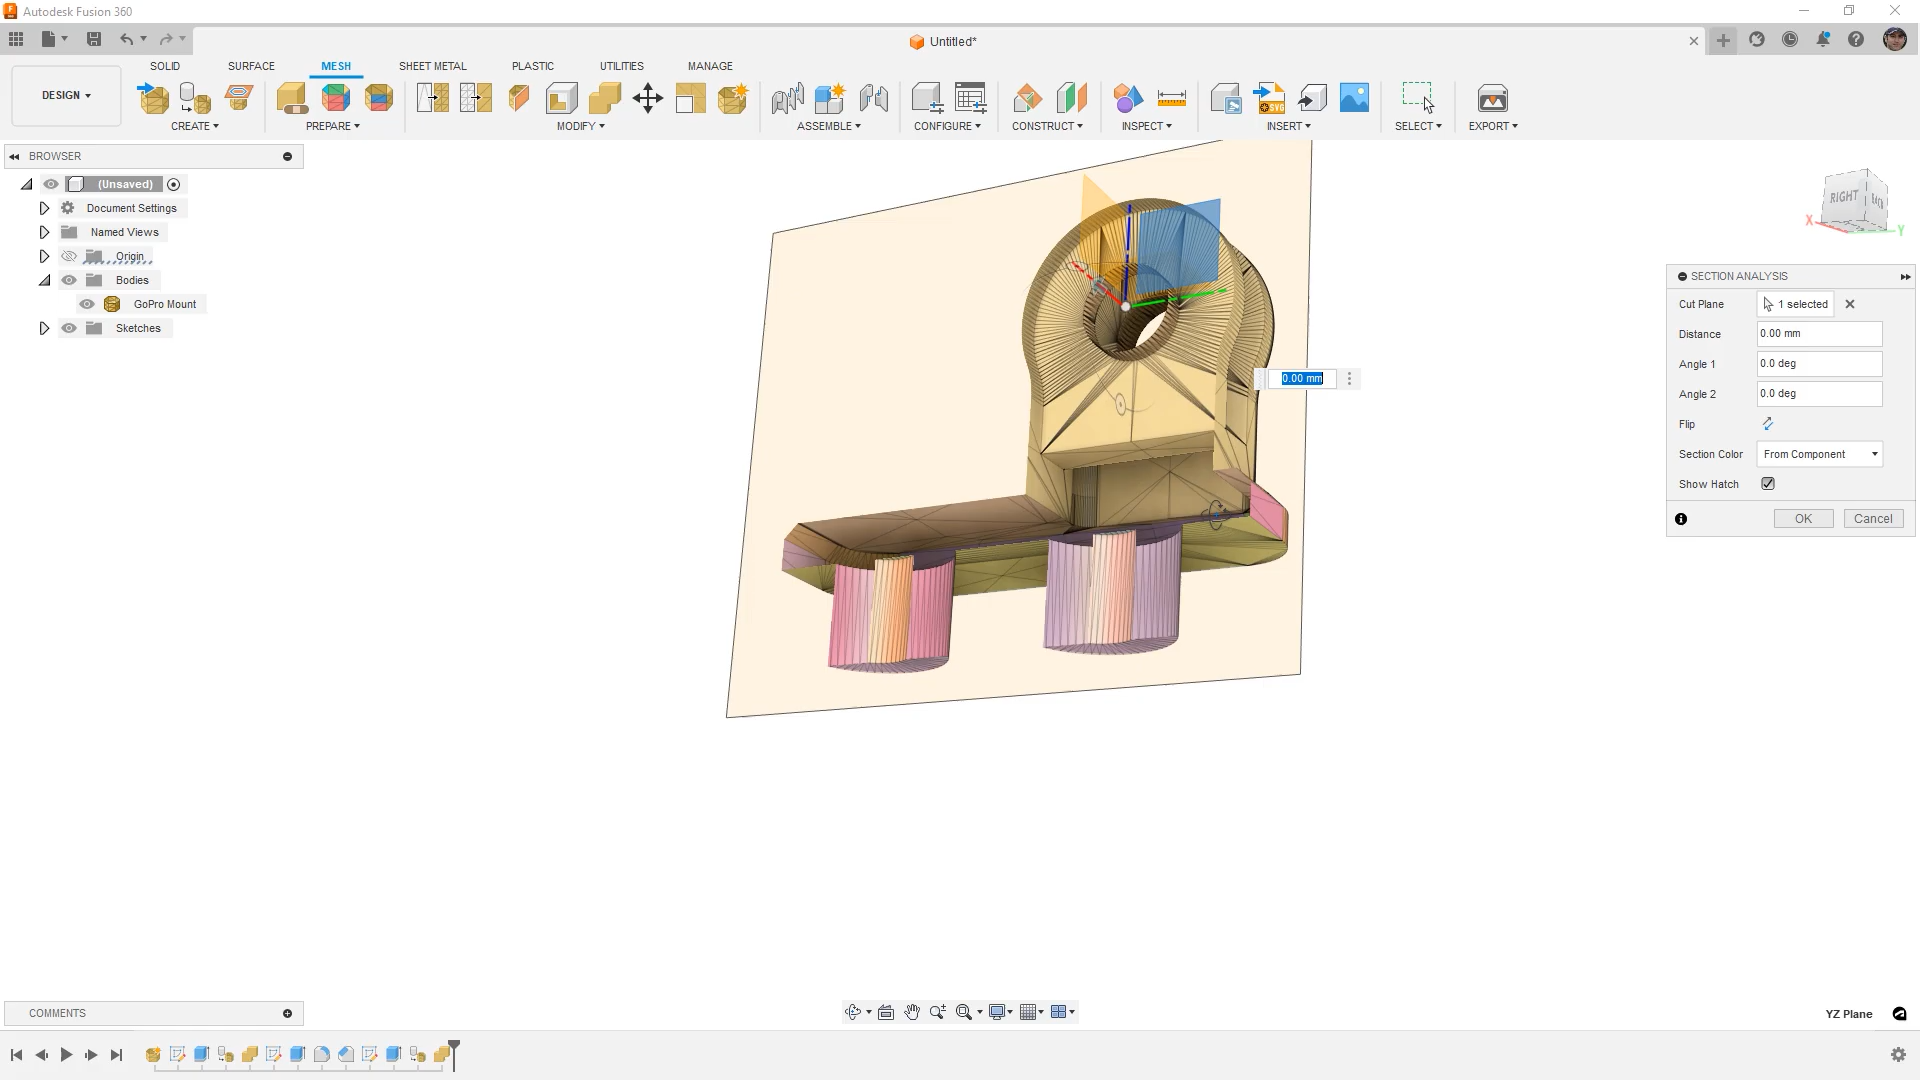 Autodesk Fusion 360
Untitled*
SOLID SURFACE MESH SHEET METAL PLASTIC UTILITIES MANAGE
DESIGN
CREATE PREPARE MODIFY ASSEMBLE CONFIGURE CONSTRUCT INSPECT INSERT SELECT EXPORT
SVG
BROWSER
(Unsaved)
Document Settings
Named Views
Origin
Bodies
GoPro Mount
Sketches
RIGHT
BACK
X
Y
0.00 mm
SECTION ANALYSIS
Cut Plane 1 selected
Distance 0.00 mm
Angle 1 0.0 deg
Angle 2 0.0 deg
Flip
Section Color From Component
Show Hatch
OK Cancel
COMMENTS
YZ Plane